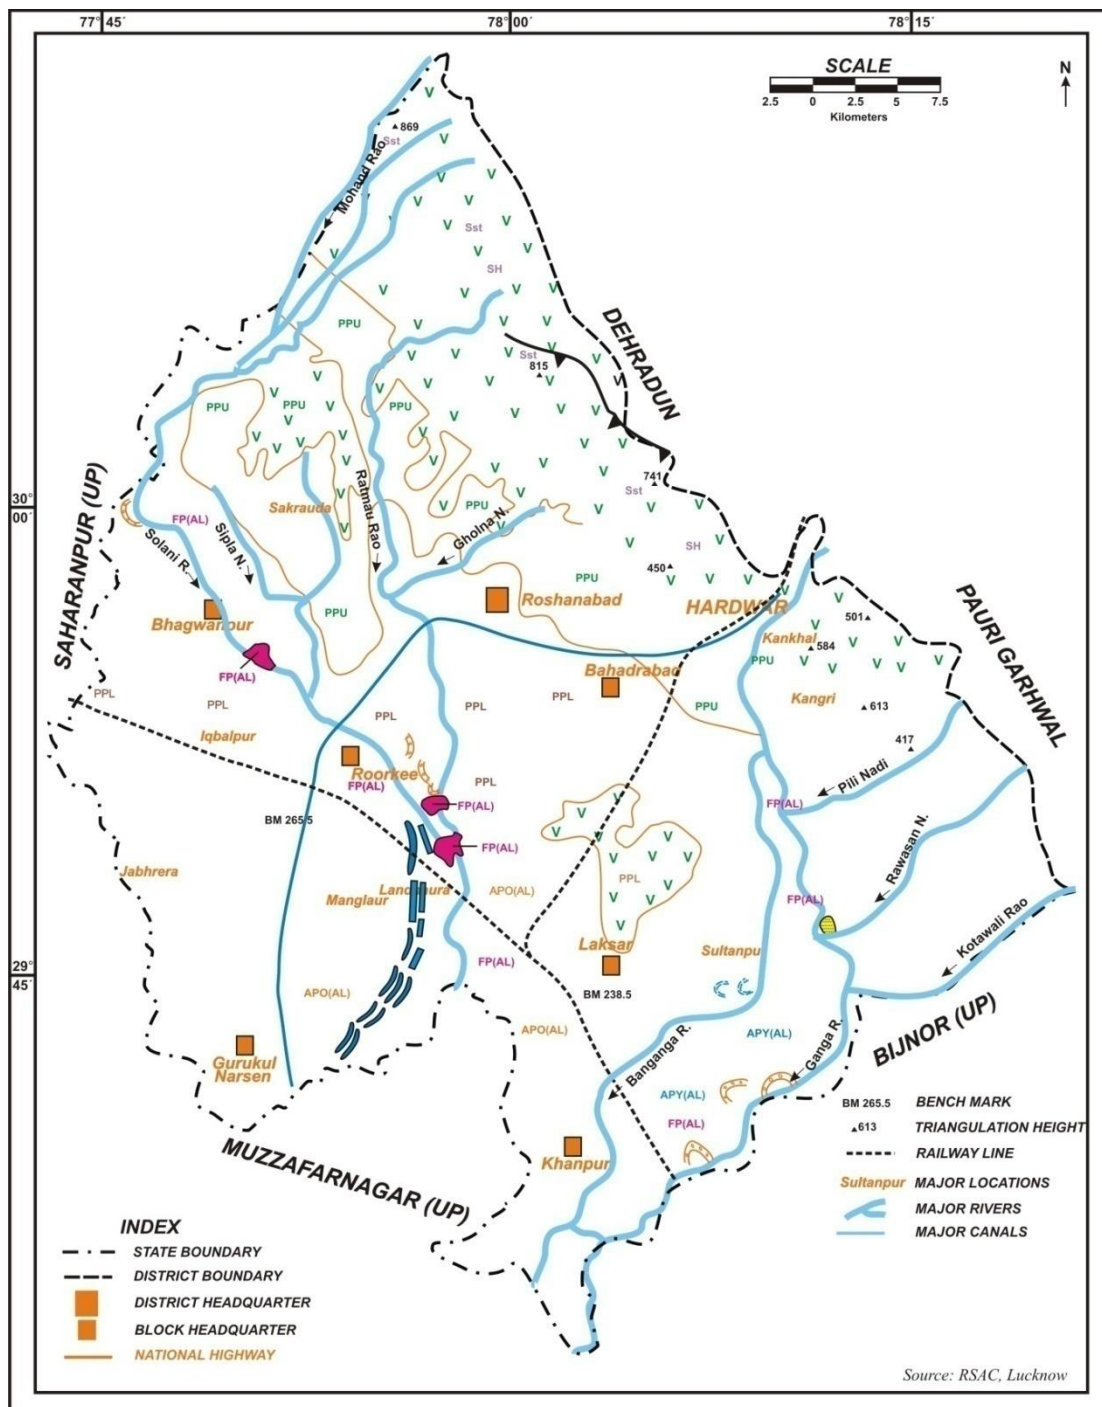 77°45´
78°00´
78°15´
SCALE
2.5 0 2.5 5 7.5
Kilometers
N
869
Sst
Mohand Rao
Sst
SH
PPU
DEHRADUN
Sst
815
PPU
PPU
PPU
741
Sst
30°
00´
SAHARANPUR (UP)
FP(AL)
Sakrauda
Ratmau Rao
PPU
Solani R.
Sipla N.
Gholna N.
SH
450
PPU
PPU
Roshanabad
HARDWAR
Bhagwanpur
501
Kankhal
584
PAURI GARHWAL
FP(AL)
Bahadrabad
PPU
PPL
PPL
PPL
PPL
PPL
PPU
Kangri
613
Iqbalpur
417
Roorkee
FP(AL)
PPL
Pili Nadi
FP(AL)
FP(AL)
BM 265.5
FP(AL)
Rawasan N.
Jabhrera
Manglaur
Landhura
APO(AL)
PPL
FP(AL)
Kotawali Rao
Laksar
Sultanpu
FP(AL)
29°
45´
APO(AL)
BM 238.5
APO(AL)
Banganga R.
APY(AL)
Ganga R.
BIJNOR (UP)
Gurukul
Narsen
APY(AL)
FP(AL)
MUZZAFARNAGAR (UP)
Khanpur
BM 265.5 BENCH MARK
613 TRIANGULATION HEIGHT
RAILWAY LINE
Sultanpur MAJOR LOCATIONS
MAJOR RIVERS
MAJOR CANALS
INDEX
STATE BOUNDARY
DISTRICT BOUNDARY
DISTRICT HEADQUARTER
BLOCK HEADQUARTER
NATIONAL HIGHWAY
Source: RSAC, Lucknow